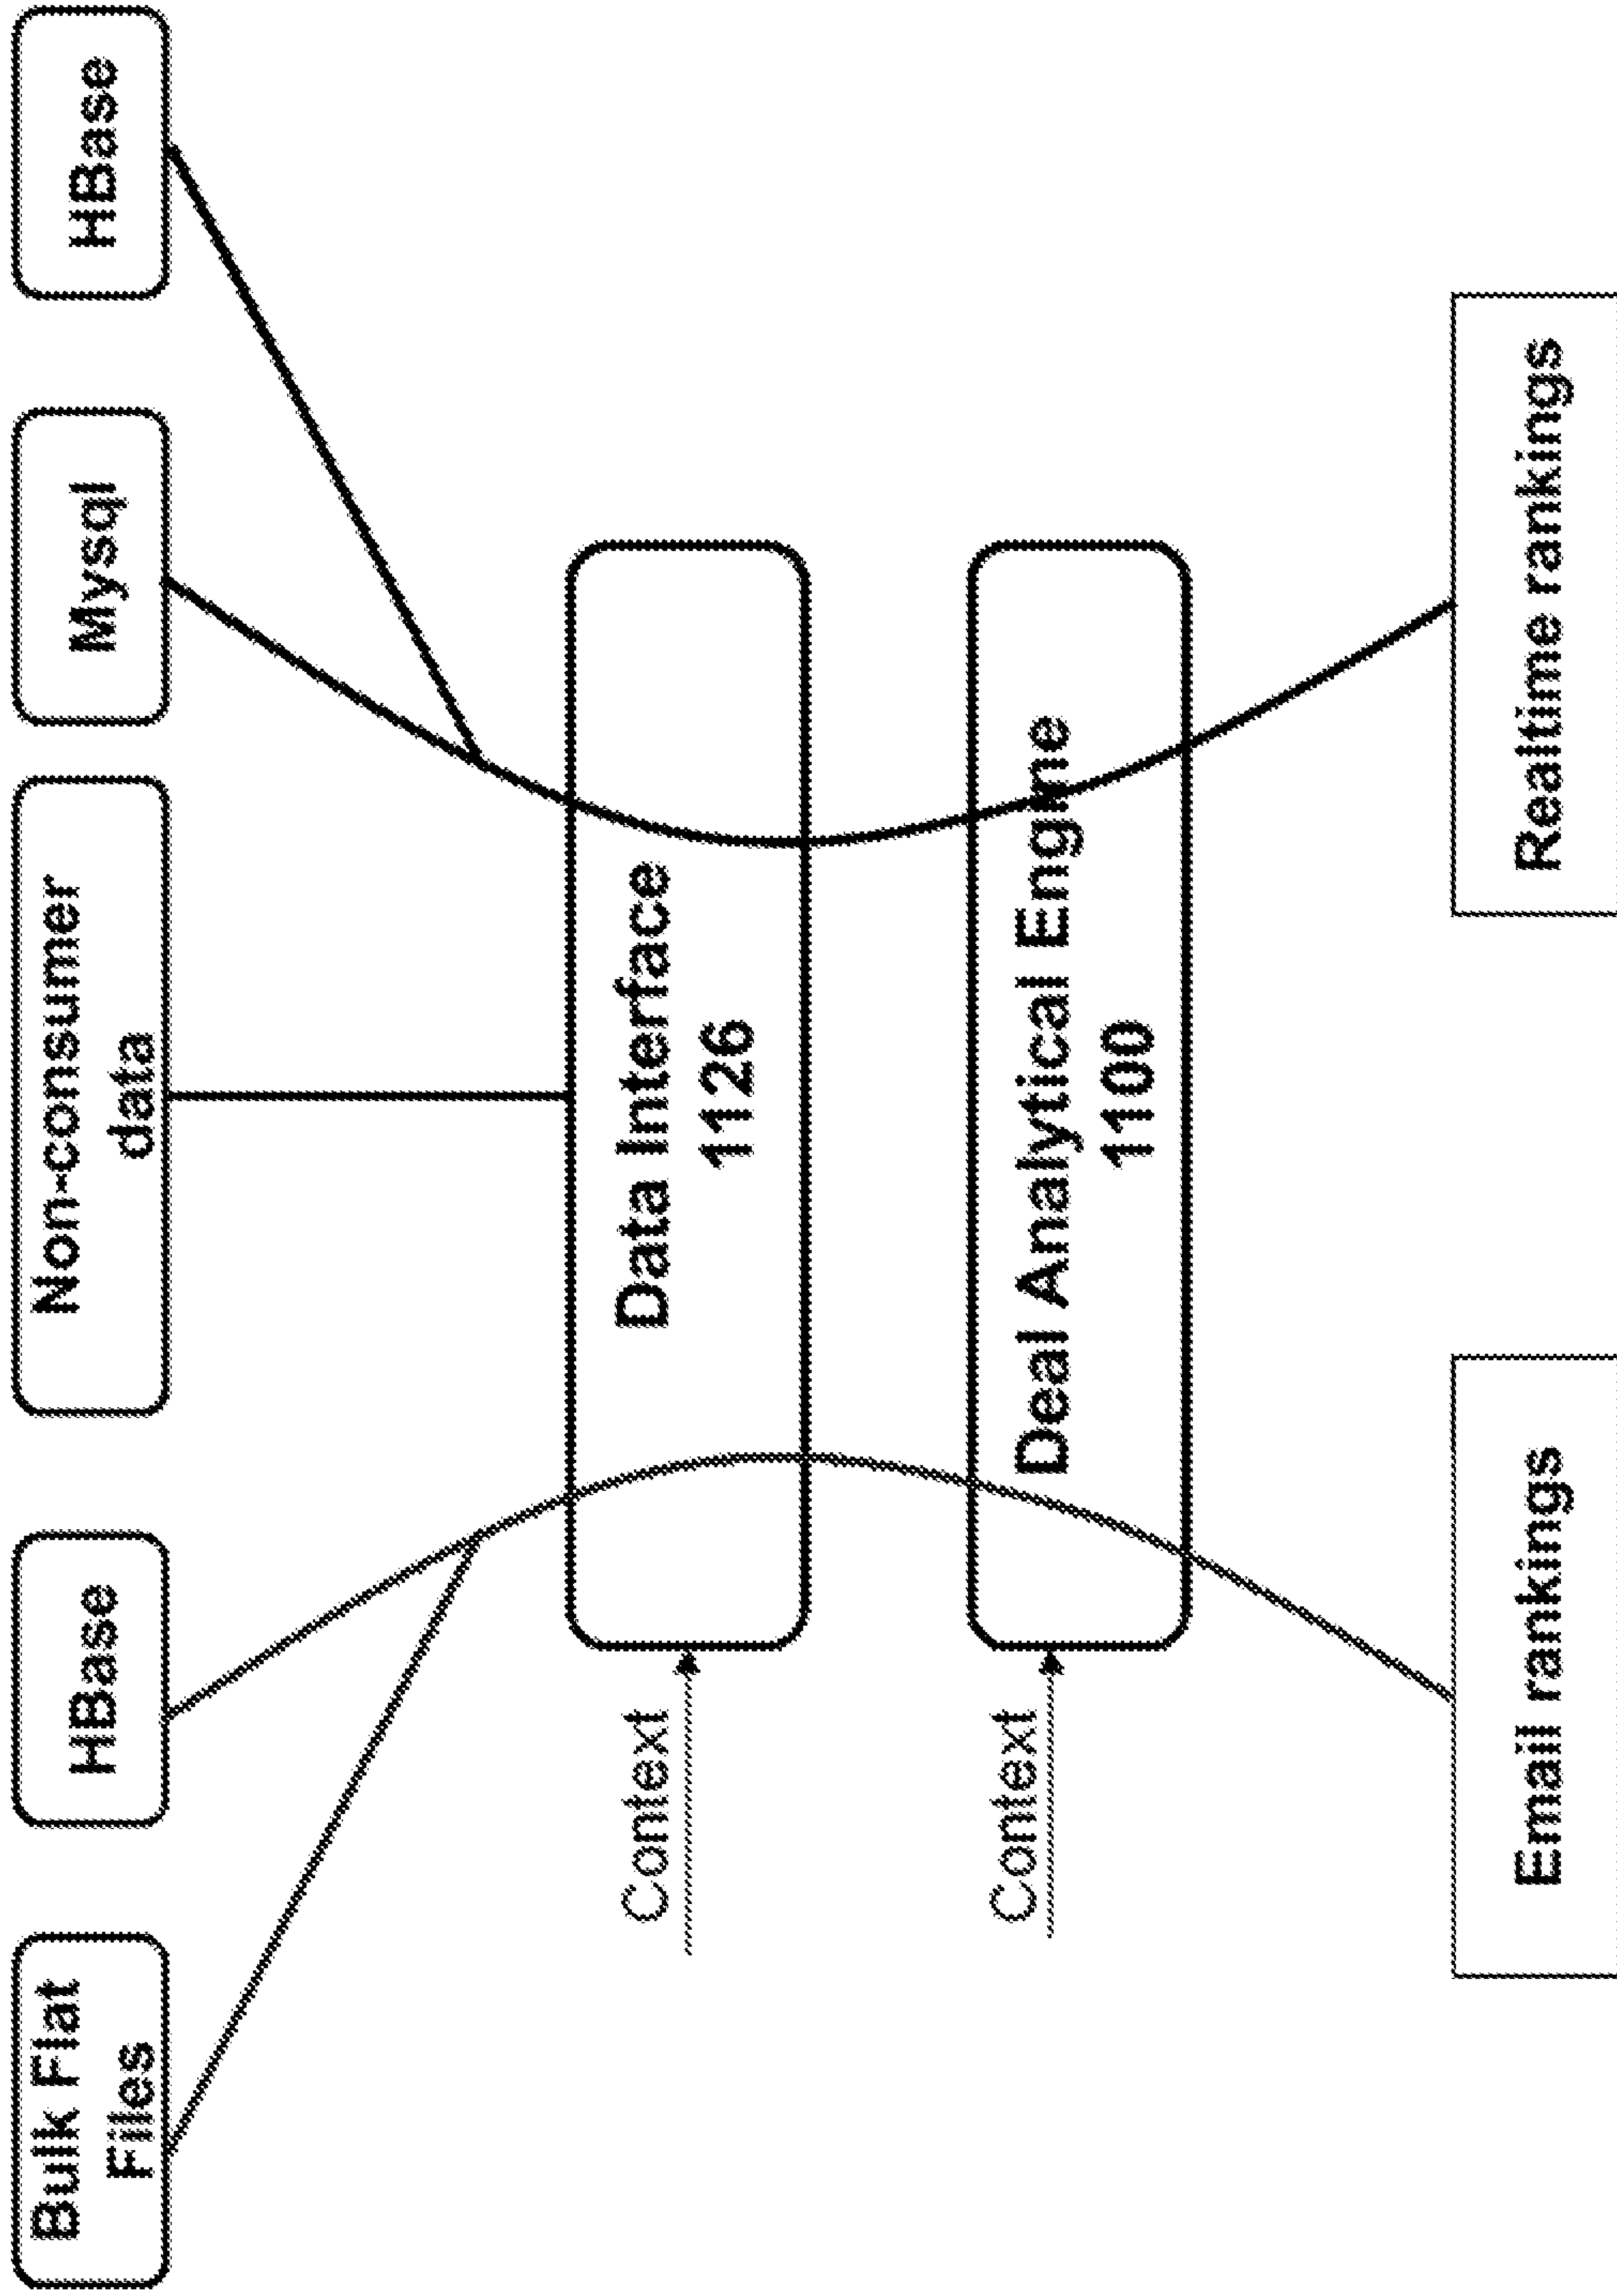 Bulk Flat
Files
HBase
Non-consumer
data
Mysql
HBase
Context
Data Interface
1126
Context
Deal Analytical Engine
1100
Email rankings
Realtime rankings